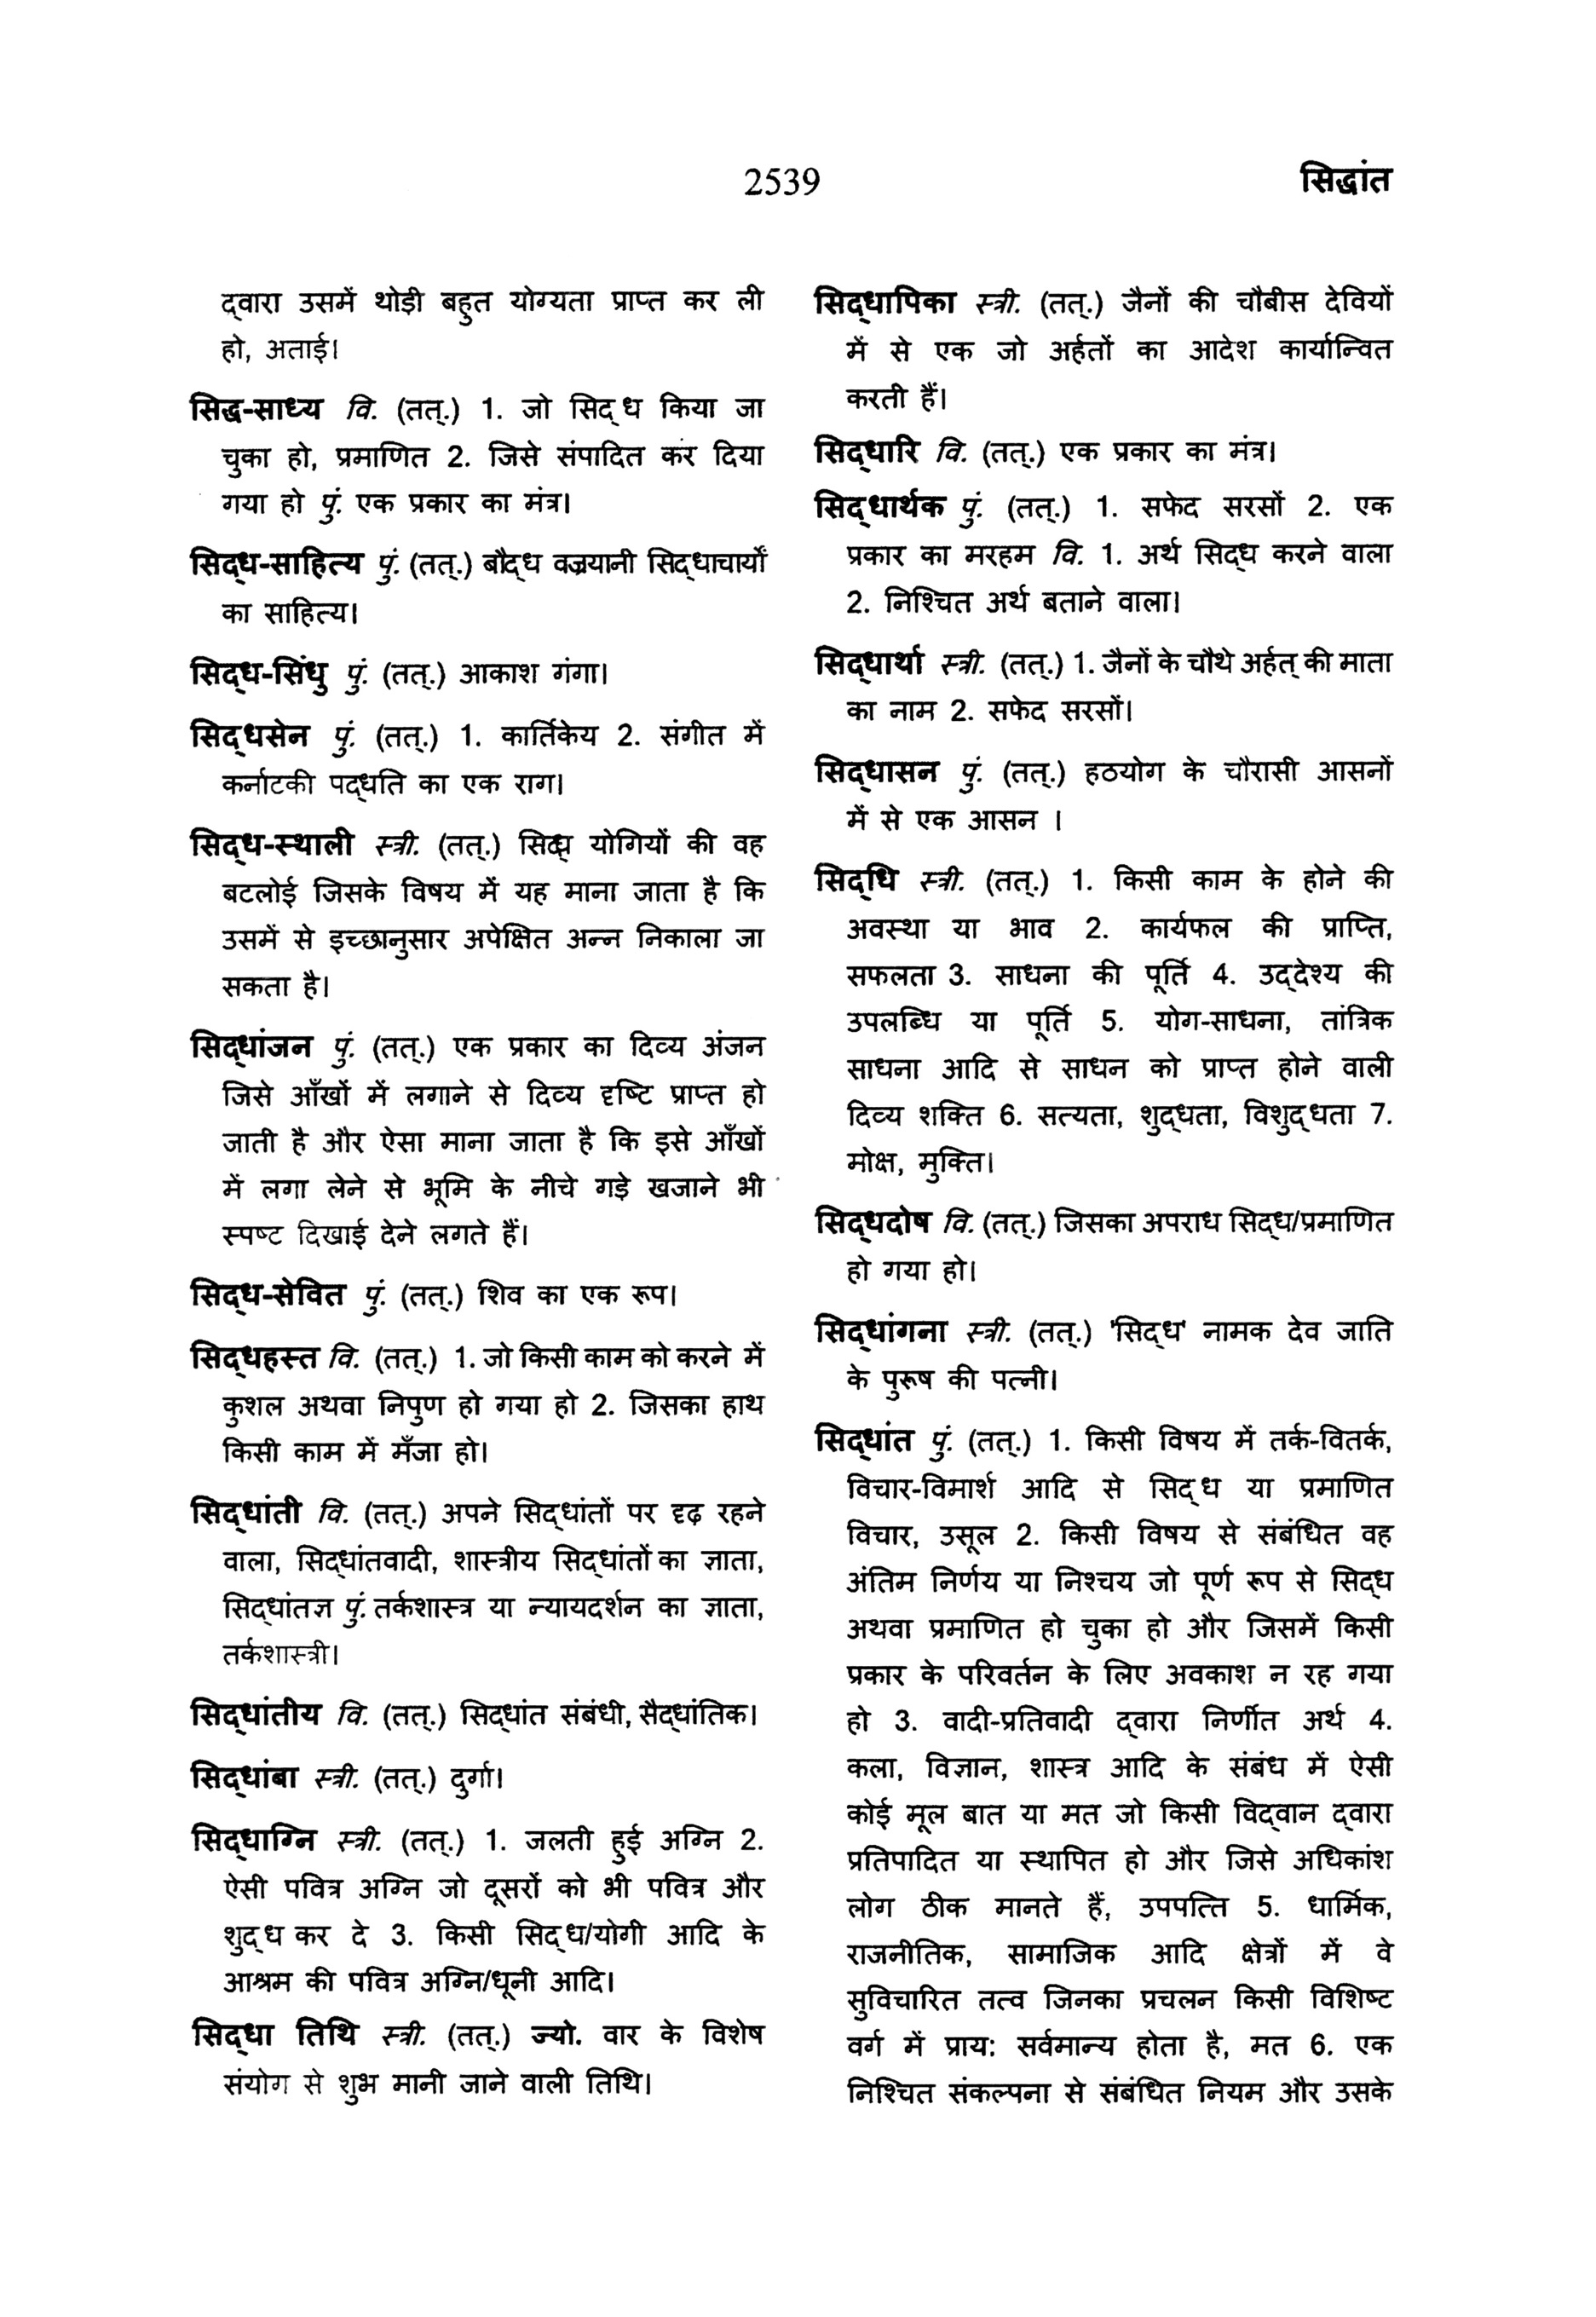 2539
सिद्धांत
द्वारा उसमें थोड़ी बहुत योग्यता प्राप्त कर ली
हो, अताई।
सिद्ध-साध्य वि. (तत्.) 1. जो सिद्ध किया जा
चुका हो, प्रमाणित 2. जिसे संपादित कर दिया
गया हो पुं. एक प्रकार का मंत्र।
सिद्ध-साहित्य पुं. (तत्.) बौद्ध वज्रयानी सिद्धाचार्यों
का साहित्य।
सिद्ध-सिंधु पुं. (तत्.) आकाश गंगा।
सिद्धसेन पुं. (तत्.) 1. कार्तिकेय 2. संगीत में
कर्नाटकी पद्धति का एक राग।
सिद्ध-स्थाली स्त्री. (तत्.) सिद्ध योगियों की वह
बटलोई जिसके विषय में यह माना जाता है कि
उसमें से इच्छानुसार अपेक्षित अन्न निकाला जा
सकता है।
सिद्धांजन पुं. (तत्.) एक प्रकार का दिव्य अंजन
जिसे आँखों में लगाने से दिव्य दृष्टि प्राप्त हो
जाती है और ऐसा माना जाता है कि इसे आँखों
में लगा लेने से भूमि के नीचे गड़े खजाने भी
स्पष्ट दिखाई देने लगते हैं।
सिद्ध-सेवित पुं. (तत्.) शिव का एक रूप।
सिद्धहस्त वि. (तत्.) 1. जो किसी काम को करने में
कुशल अथवा निपुण हो गया हो 2. जिसका हाथ
किसी काम में मँजा हो।
सिद्धांती वि. (तत्.) अपने सिद्धांतों पर दृढ़ रहने
वाला, सिद्धांतवादी, शास्त्रीय सिद्धांतों का ज्ञाता,
सिद्धांतज्ञ पुं. तर्कशास्त्र या न्यायदर्शन का ज्ञाता,
तर्कशास्त्री।
सिद्धांतीय वि. (तत्.) सिद्धांत संबंधी, सैद्धांतिक।
सिद्धांबा स्त्री. (तत्.) दुर्गा।
सिद्धाग्नि स्त्री. (तत्.) 1. जलती हुई अग्नि 2.
ऐसी पवित्र अग्नि जो दूसरों को भी पवित्र और
शुद्ध कर दे 3. किसी सिद्ध/योगी आदि के
आश्रम की पवित्र अग्नि/धूनी आदि।
सिद्धा तिथि स्त्री. (तत्.) ज्यो. वार के विशेष
संयोग से शुभ मानी जाने वाली तिथि।
सिद्धापिका स्त्री. (तत्.) जैनों की चौबीस देवियों
में से एक जो अर्हतों का आदेश कार्यान्वित
करती हैं।
सिद्धारि वि. (तत्.) एक प्रकार का मंत्र।
सिद्धार्थक पुं. (तत्.) 1. सफेद सरसों 2. एक
प्रकार का मरहम वि. 1. अर्थ सिद्ध करने वाला
2. निश्चित अर्थ बताने वाला।
सिद्धार्था स्त्री. (तत्.) 1. जैनों के चौथे अर्हत् की माता
का नाम 2. सफेद सरसों।
सिद्धासन पुं. (तत्.) हठयोग के चौरासी आसनों
में से एक आसन ।
सिद्धि स्त्री. (तत्.) 1. किसी काम के होने की
अवस्था या भाव 2. कार्यफल की प्राप्ति,
सफलता 3. साधना की पूर्ति 4. उद्देश्य की
उपलब्धि या पूर्ति 5. योग-साधना, तांत्रिक
साधना आदि से साधन को प्राप्त होने वाली
दिव्य शक्ति 6. सत्यता, शुद्धता, विशुद्धता 7.
मोक्ष, मुक्ति।
सिद्धदोष वि. (तत्.) जिसका अपराध सिद्ध/प्रमाणित
हो गया हो।
सिद्धांगना स्त्री. (तत्.) 'सिद्ध' नामक देव जाति
के पुरूष की पत्नी।
सिद्धांत पुं. (तत्.) 1. किसी विषय में तर्क-वितर्क,
विचार-विमार्श आदि से सिद्ध या प्रमाणित
विचार, उसूल 2. किसी विषय से संबंधित वह
अंतिम निर्णय या निश्चय जो पूर्ण रूप से सिद्ध
अथवा प्रमाणित हो चुका हो और जिसमें किसी
प्रकार के परिवर्तन के लिए अवकाश न रह गया
हो 3. वादी-प्रतिवादी द्वारा निर्णीत अर्थ 4.
कला, विज्ञान, शास्त्र आदि के संबंध में ऐसी
कोई मूल बात या मत जो किसी विद्वान द्वारा
प्रतिपादित या स्थापित हो और जिसे अधिकांश
लोग ठीक मानते हैं, उपपत्ति 5. धार्मिक,
राजनीतिक, सामाजिक आदि क्षेत्रों में वे
सुविचारित तत्व जिनका प्रचलन किसी विशिष्ट
वर्ग में प्राय: सर्वमान्य होता है, मत 6. एक
निश्चित संकल्पना से संबंधित नियम और उसके